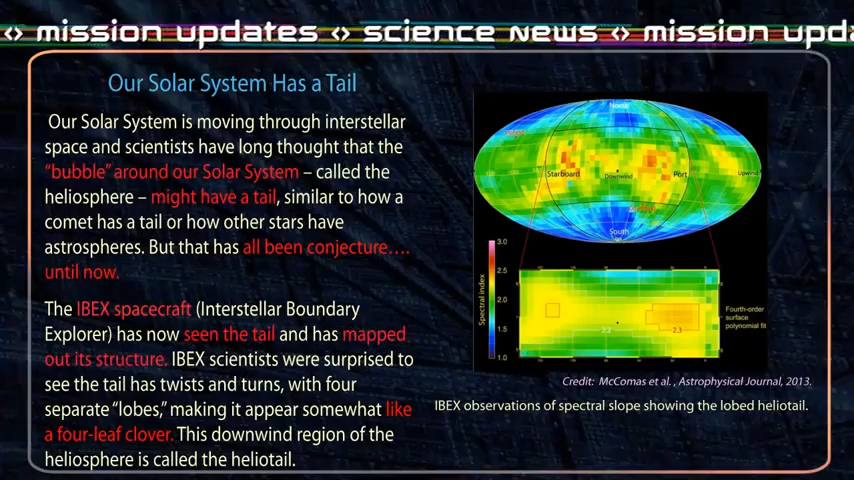 ‹› mission updates ‹› science news ‹› mission upda
Our Solar System Has a Tail
Our Solar System is moving through interstellar
space and scientists have long thought that the
“bubble” around our Solar System – called the
heliosphere – might have a tail, similar to how a
comet has a tail or how other stars have
astrospheres. But that has all been conjecture….
until now.
The IBEX spacecraft (Interstellar Boundary
Explorer) has now seen the tail and has mapped
out its structure. IBEX scientists were surprised to
see the tail has twists and turns, with four
separate “lobes,” making it appear somewhat like
a four-leaf clover. This downwind region of the
heliosphere is called the heliotail.
North
Starboard
Downwind
Port
Upwind
South
Spectral index
3.0
2.5
2.0
1.5
1.0
2.2
2.3
Fourth-order
surface
polynomial fit
Credit: McComas et al. , Astrophysical Journal, 2013.
IBEX observations of spectral slope showing the lobed heliotail.